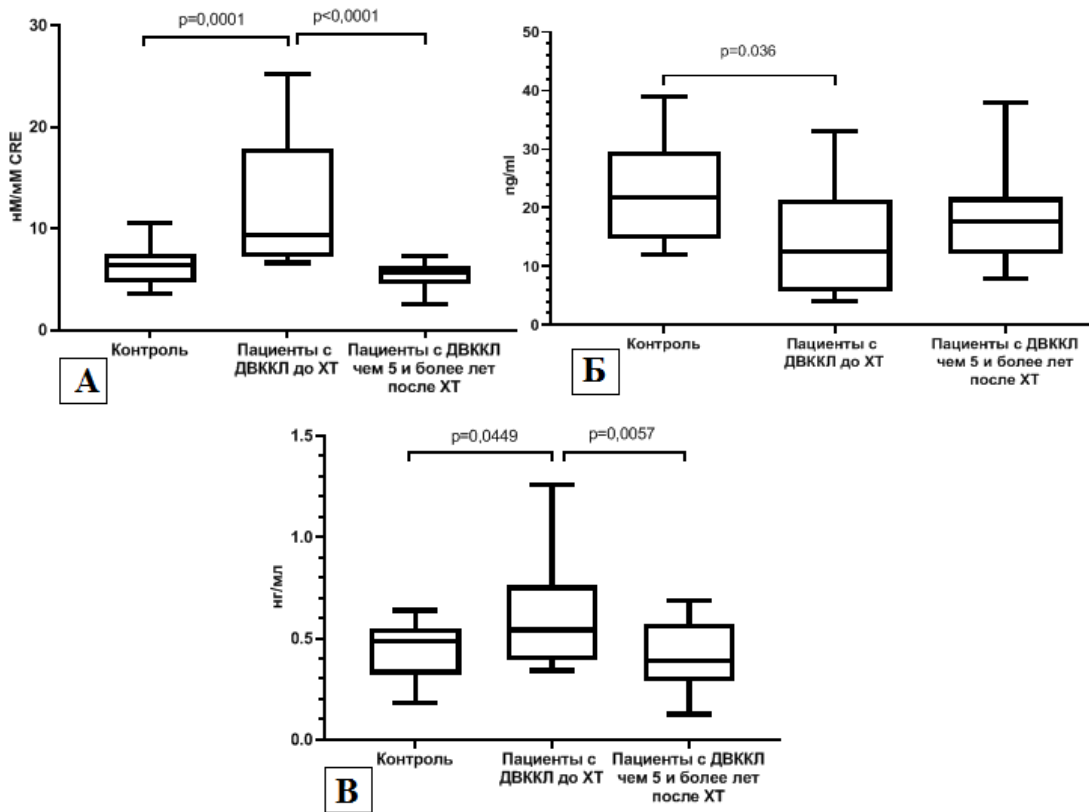 30
20
10
0
нМ/мМ CRE
p=0,0001
p<0,0001
Контроль
Пациенты с
ДВККЛ до ХТ
Пациенты с ДВККЛ
чем 5 и более лет
после ХТ
А
50
40
30
20
10
0
ng/ml
p=0.036
Контроль
Пациенты с
ДВККЛ до ХТ
Пациенты с ДВККЛ
чем 5 и более лет
после ХТ
Б
1.5
1.0
0.5
0.0
нг/мл
p=0,0449
p=0,0057
Контроль
Пациенты с
ДВККЛ до ХТ
Пациенты с ДВККЛ
чем 5 и более лет
после ХТ
В